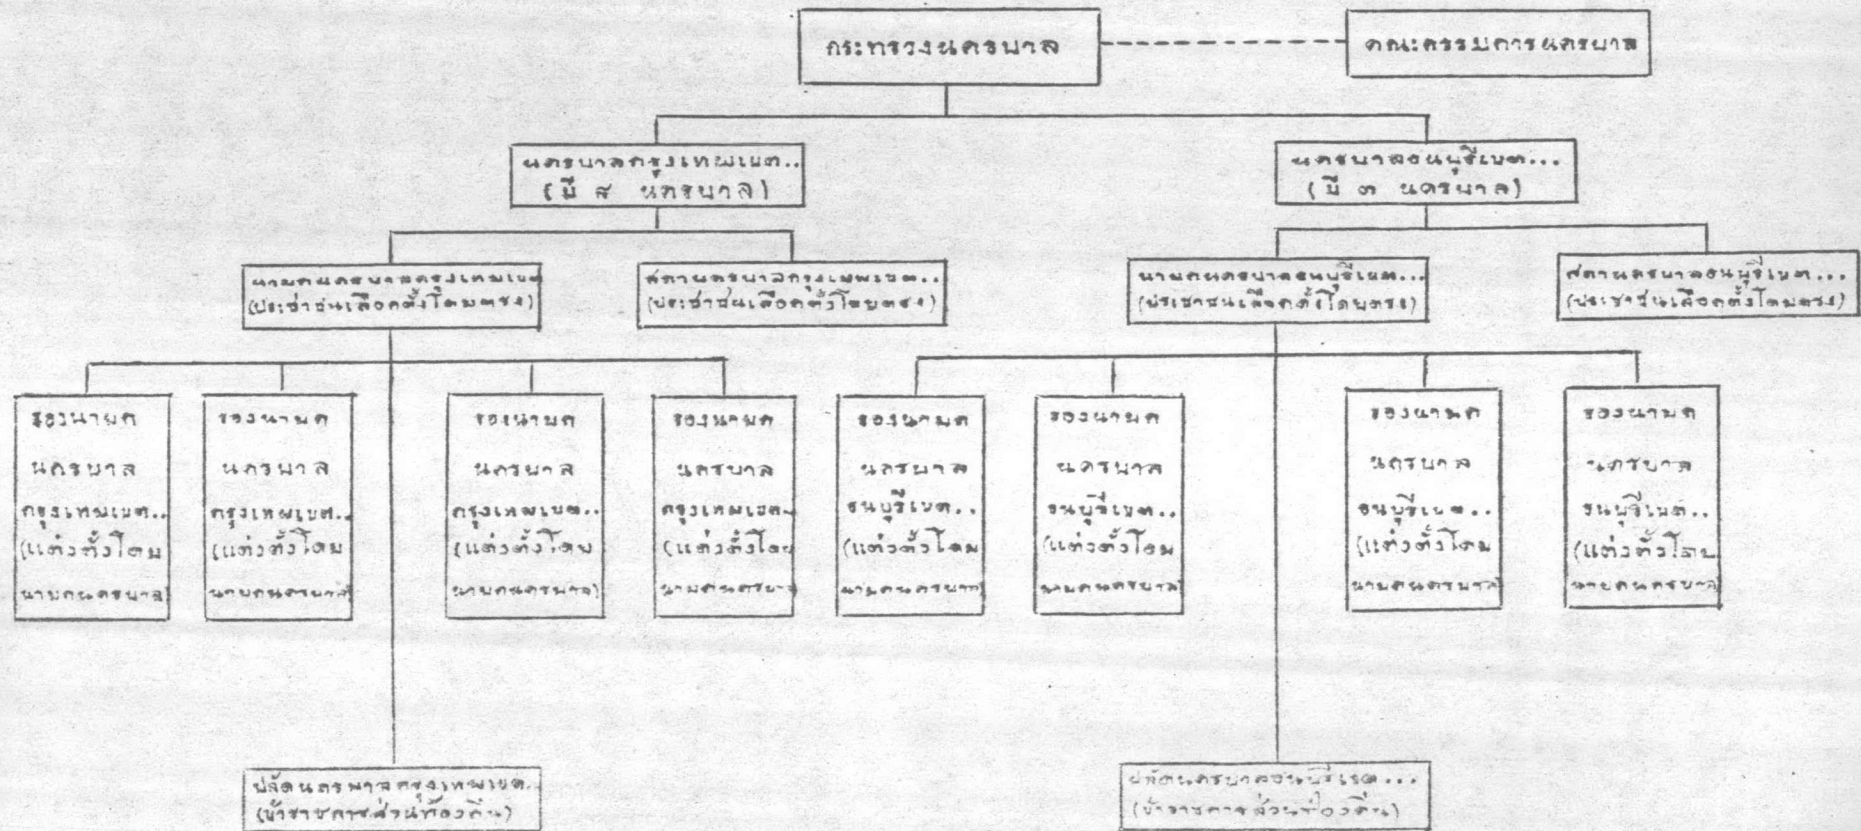 กระทรวงนครบาล
คณะกรรมการนครบาล
นครบาลกรุงเทพเขต..
(มี ๕ นครบาล)
นครบาลธนบุรีเขต...
(มี ๓ นครบาล)
นายกนครบาลกรุงเทพเขต
(ประชาชนเลือกตั้งโดยตรง)
สภานครบาลกรุงเทพเขต...
(ประชาชนเลือกตั้งโดยตรง)
นายกนครบาลธนบุรีเขต...
(ประชาชนเลือกตั้งโดยตรง)
สภานครบาลธนบุรีเขต...
(ประชาชนเลือกตั้งโดยตรง)
รองนายก
นครบาล
กรุงเทพเขต..
(แต่งตั้งโดย
นายกนครบาล)
รองนายก
นครบาล
กรุงเทพเขต..
(แต่งตั้งโดย
นายกนครบาล)
รองนายก
นครบาล
กรุงเทพเขต..
(แต่งตั้งโดย
นายกนครบาล)
รองนายก
นครบาล
กรุงเทพเขต..
(แต่งตั้งโดย
นายกนครบาล
รองนายก
นครบาล
ธนบุรีเขต..
(แต่งตั้งโดย
นายกนครบาล)
รองนายก
นครบาล
ธนบุรีเขต..
(แต่งตั้งโดย
นายกนครบาล)
รองนายก
นครบาล
ธนบุรีเขต..
(แต่งตั้งโดย
นายกนครบาล)
รองนายก
นครบาล
ธนบุรีเขต..
(แต่งตั้งโดย
นายกนครบาล)
ปลัดนครบาลกรุงเทพเขต..
(ข้าราชการส่วนท้องถิ่น)
ปลัดนครบาลธนบุรีเขต...
(ข้าราชการส่วนท้องถิ่น)